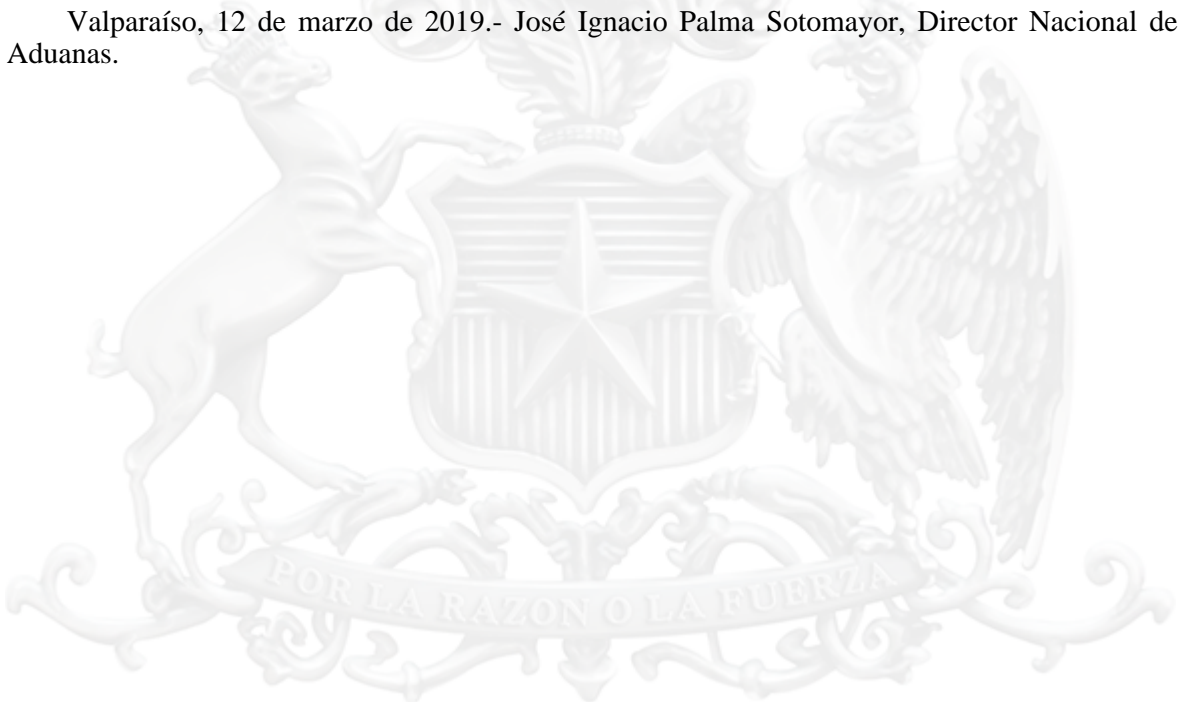 Valparaíso, 12 de marzo de 2019.- José Ignacio Palma Sotomayor, Director Nacional de
Aduanas.
POR LA RAZON O LA FUERZA